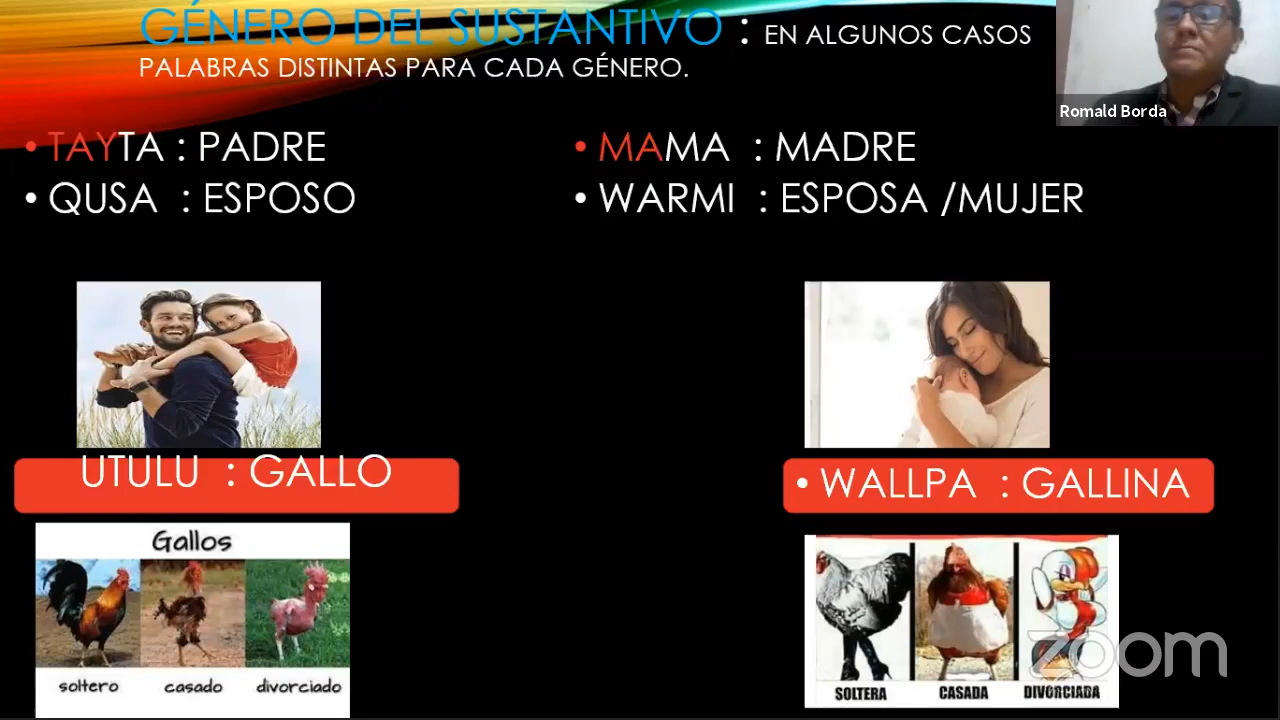 GÉNERO DEL SUSTANTIVO : EN ALGUNOS CASOS
PALABRAS DISTINTAS PARA CADA GÉNERO.
Romald Borda
• TAYTA : PADRE
• QUSA : ESPOSO
• MAMA : MADRE
• WARMI : ESPOSA /MUJER
UTULU : GALLO
• WALLPA : GALLINA
Gallos
soltero casado divorciado
SOLTERA CASADA DIVORCIADA
zoom